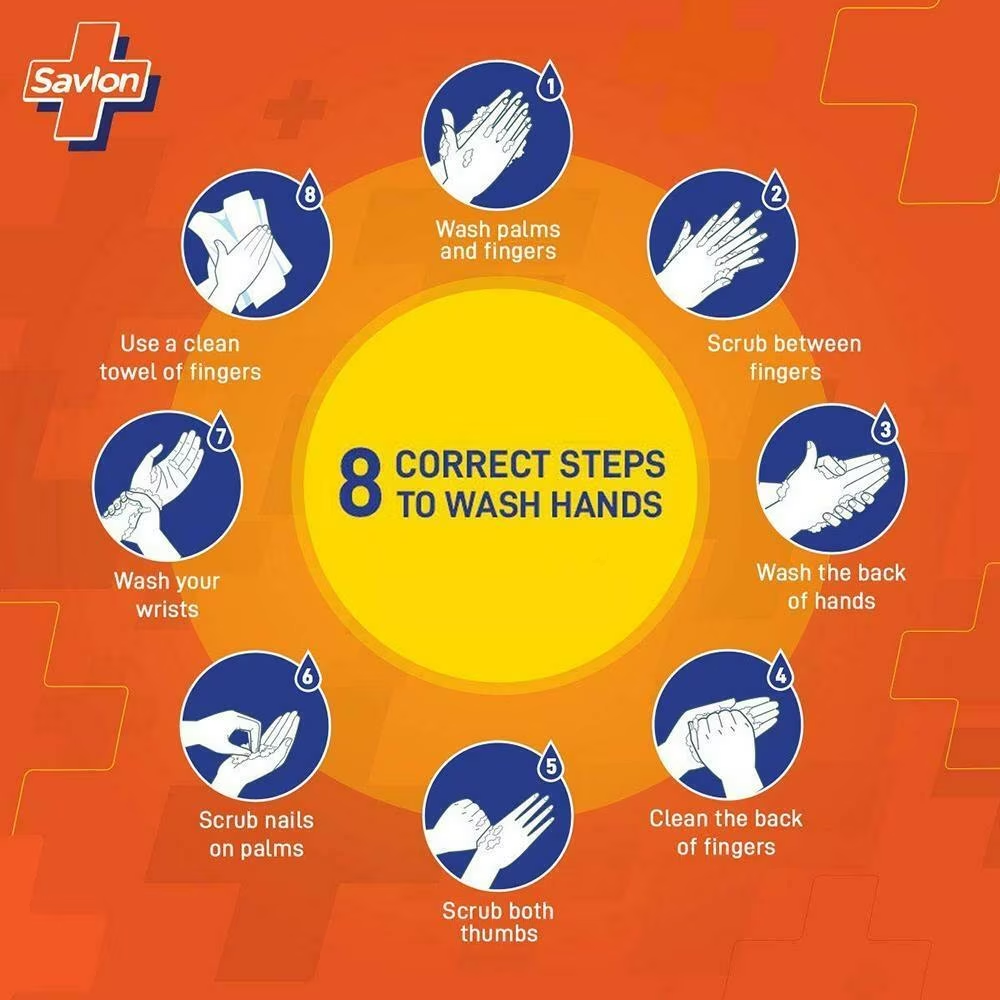 Savlon
1
Wash palms
and fingers
2
Scrub between
fingers
3
Wash the back
of hands
4
Clean the back
of fingers
5
Scrub both
thumbs
6
Scrub nails
on palms
7
Wash your
wrists
8
Use a clean
towel of fingers
8 CORRECT STEPS
TO WASH HANDS